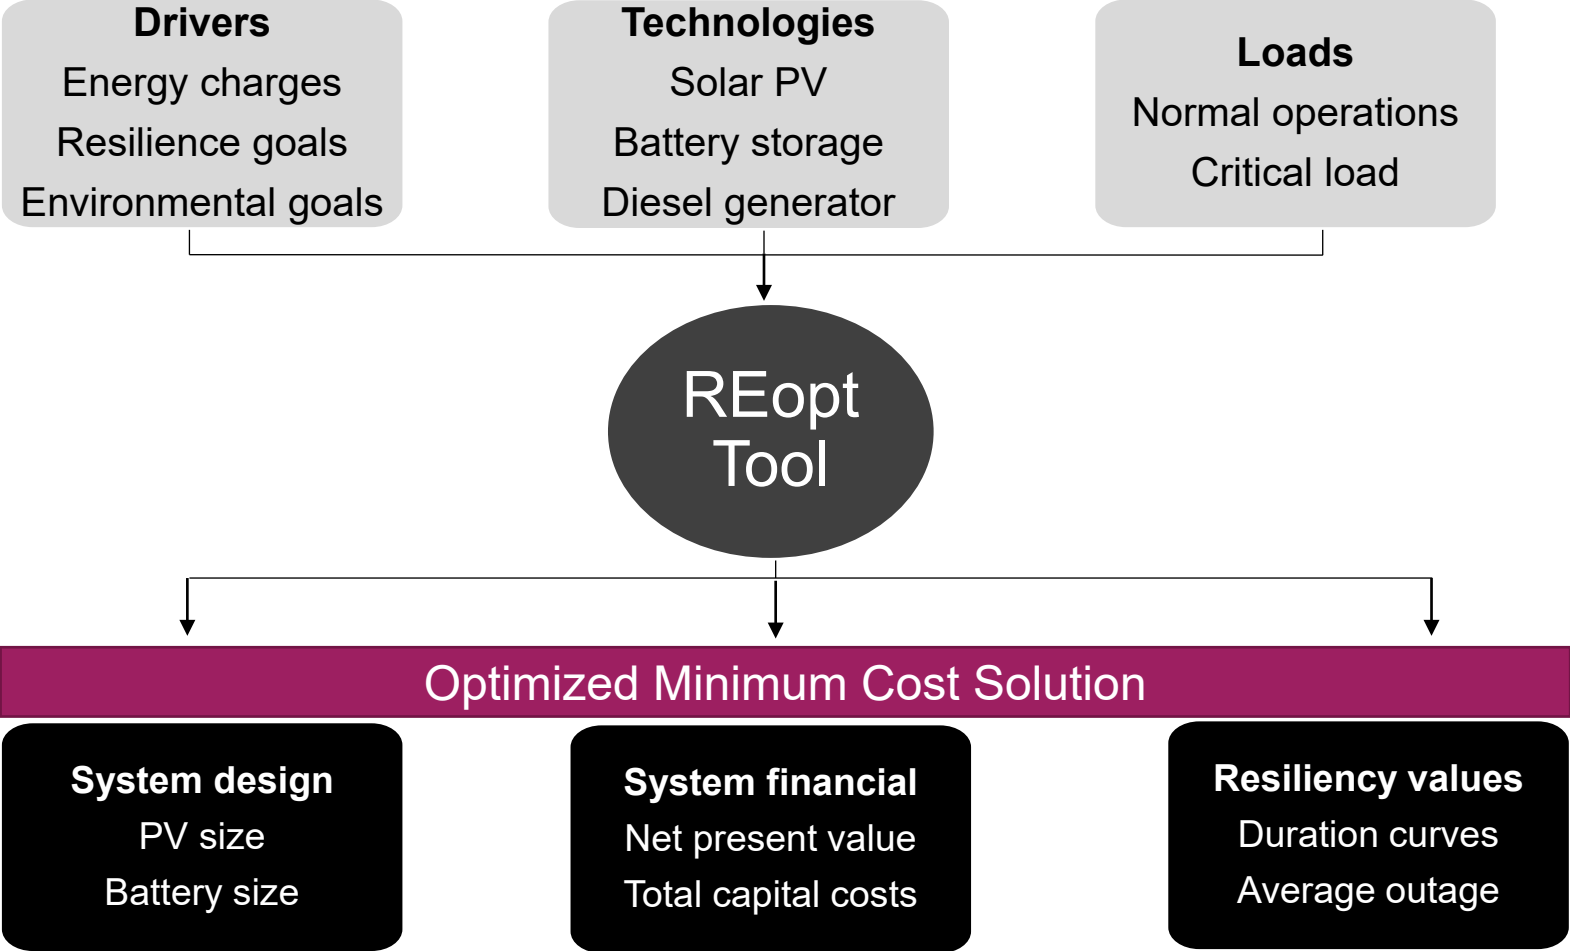 Drivers
Energy charges
Resilience goals
Environmental goals
Technologies
Solar PV
Battery storage
Diesel generator
Loads
Normal operations
Critical load
REopt
Tool
Optimized Minimum Cost Solution
System design
PV size
Battery size
System financial
Net present value
Total capital costs
Resiliency values
Duration curves
Average outage